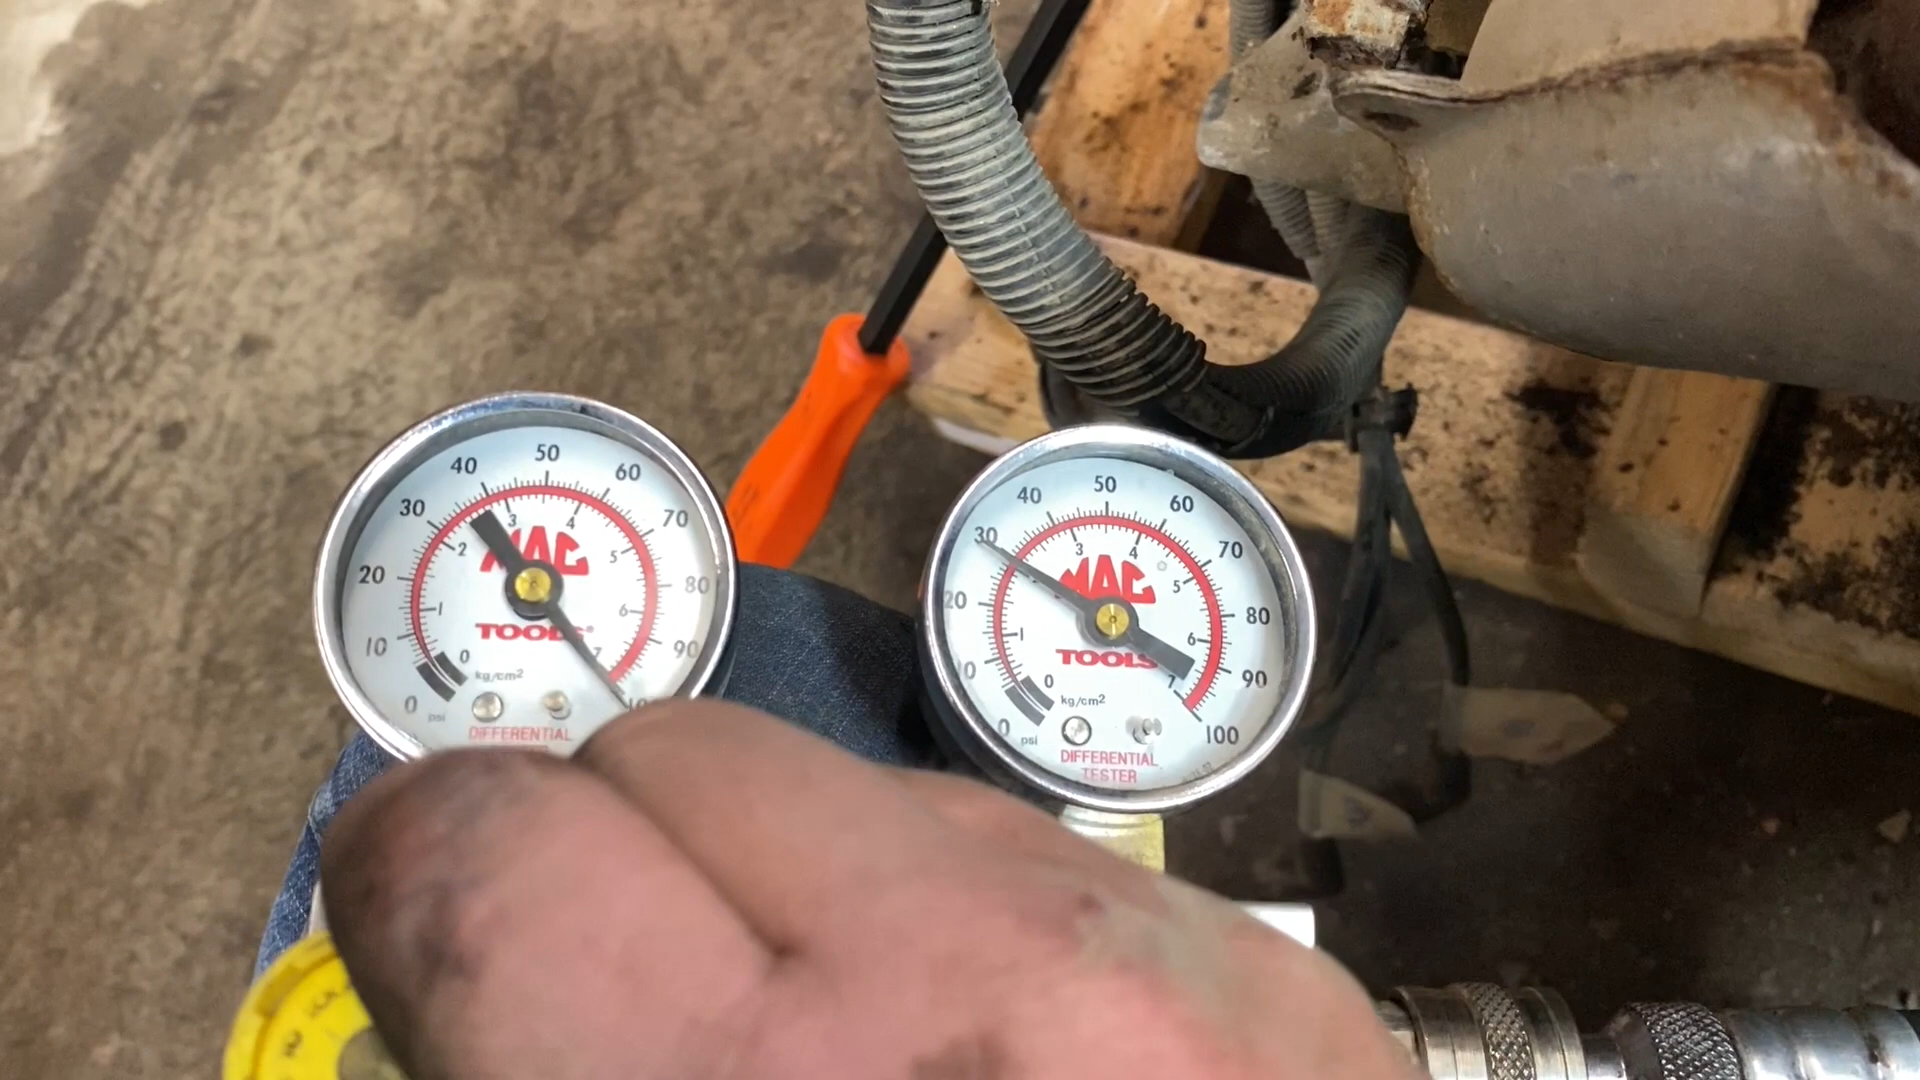 0 10 20 30 40 50 60 70 80 90
0 1 2 3 4 5 6 7
MAC
TOOLS®
kg/cm2
psi
DIFFERENTIAL
0 20 30 40 50 60 70 80 90 100
0 1 3 4 5 6 7
MAC
TOOLS
kg/cm2
psi
DIFFERENTIAL
TESTER